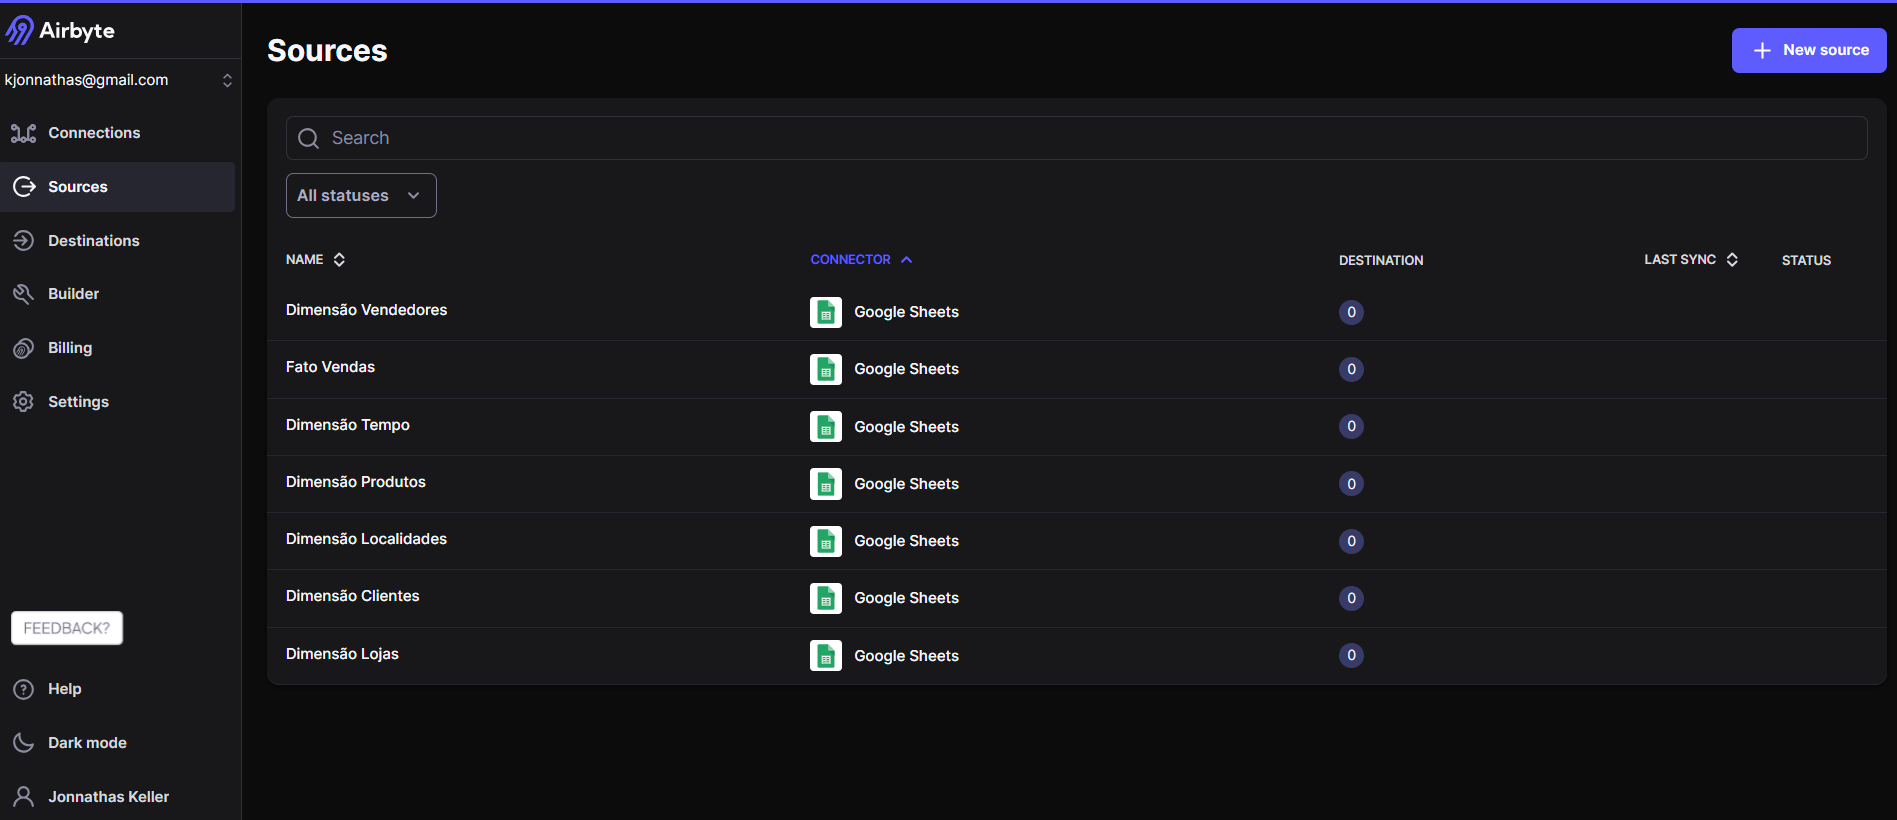 Airbyte
kjonnathas@gmail.com
Connections
Sources
Destinations
Builder
Billing
Settings
FEEDBACK?
Help
Dark mode
Jonnathas Keller
Sources
New source
Search
All statuses
NAME CONNECTOR DESTINATION LAST SYNC STATUS
Dimensão Vendedores Google Sheets 0
Fato Vendas Google Sheets 0
Dimensão Tempo Google Sheets 0
Dimensão Produtos Google Sheets 0
Dimensão Localidades Google Sheets 0
Dimensão Clientes Google Sheets 0
Dimensão Lojas Google Sheets 0